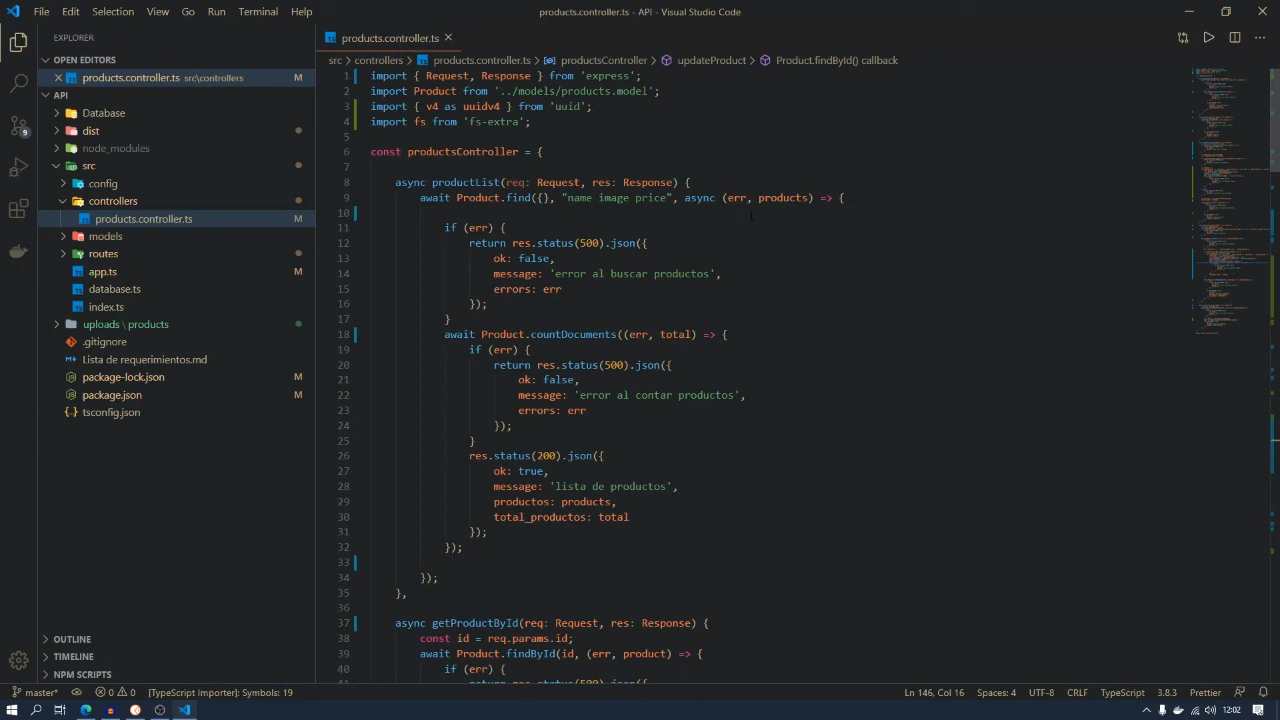 File Edit Selection View Go Run Terminal Help
products.controller.ts - API - Visual Studio Code
EXPLORER
OPEN EDITORS
products.controller.ts src\controllers M
API
Database
dist
node_modules
src
config
controllers
products.controller.ts
models
routes
app.ts
database.ts
index.ts
uploads \ products
.gitignore
Lista de requerimientos.md
package-lock.json M
package.json M
tsconfig.json
OUTLINE
TIMELINE
NPM SCRIPTS
9
products.controller.ts
src > controllers > products.controller.ts > productsController > updateProduct > Product.findById() callback
1 import { Request, Response } from 'express';
2 import Product from '../models/products.model';
3 import { v4 as uuidv4 } from 'uuid';
4 import fs from 'fs-extra';
5
6 const productsController = {
7
8 async productList(req: Request, res: Response) {
9 await Product.find({}, "name image price", async (err, products) => {
10
11 if (err) {
12 return res.status(500).json({
13 ok: false,
14 message: 'error al buscar productos',
15 errors: err
16 });
17 }
18 await Product.countDocuments((err, total) => {
19 if (err) {
20 return res.status(500).json({
21 ok: false,
22 message: 'error al contar productos',
23 errors: err
24 });
25 }
26 res.status(200).json({
27 ok: true,
28 message: 'lista de productos',
29 productos: products,
30 total_productos: total
31 });
32 });
33
34 });
35 },
36
37 async getProductById(req: Request, res: Response) {
38 const id = req.params.id;
39 await Product.findById(id, (err, product) => {
40 if (err) {
41 return res.status(500).json({
master* 0 0 [TypeScript Importer]: Symbols: 19
Ln 146, Col 16 Spaces: 4 UTF-8 CRLF TypeScript 3.8.3 Prettier
12:02